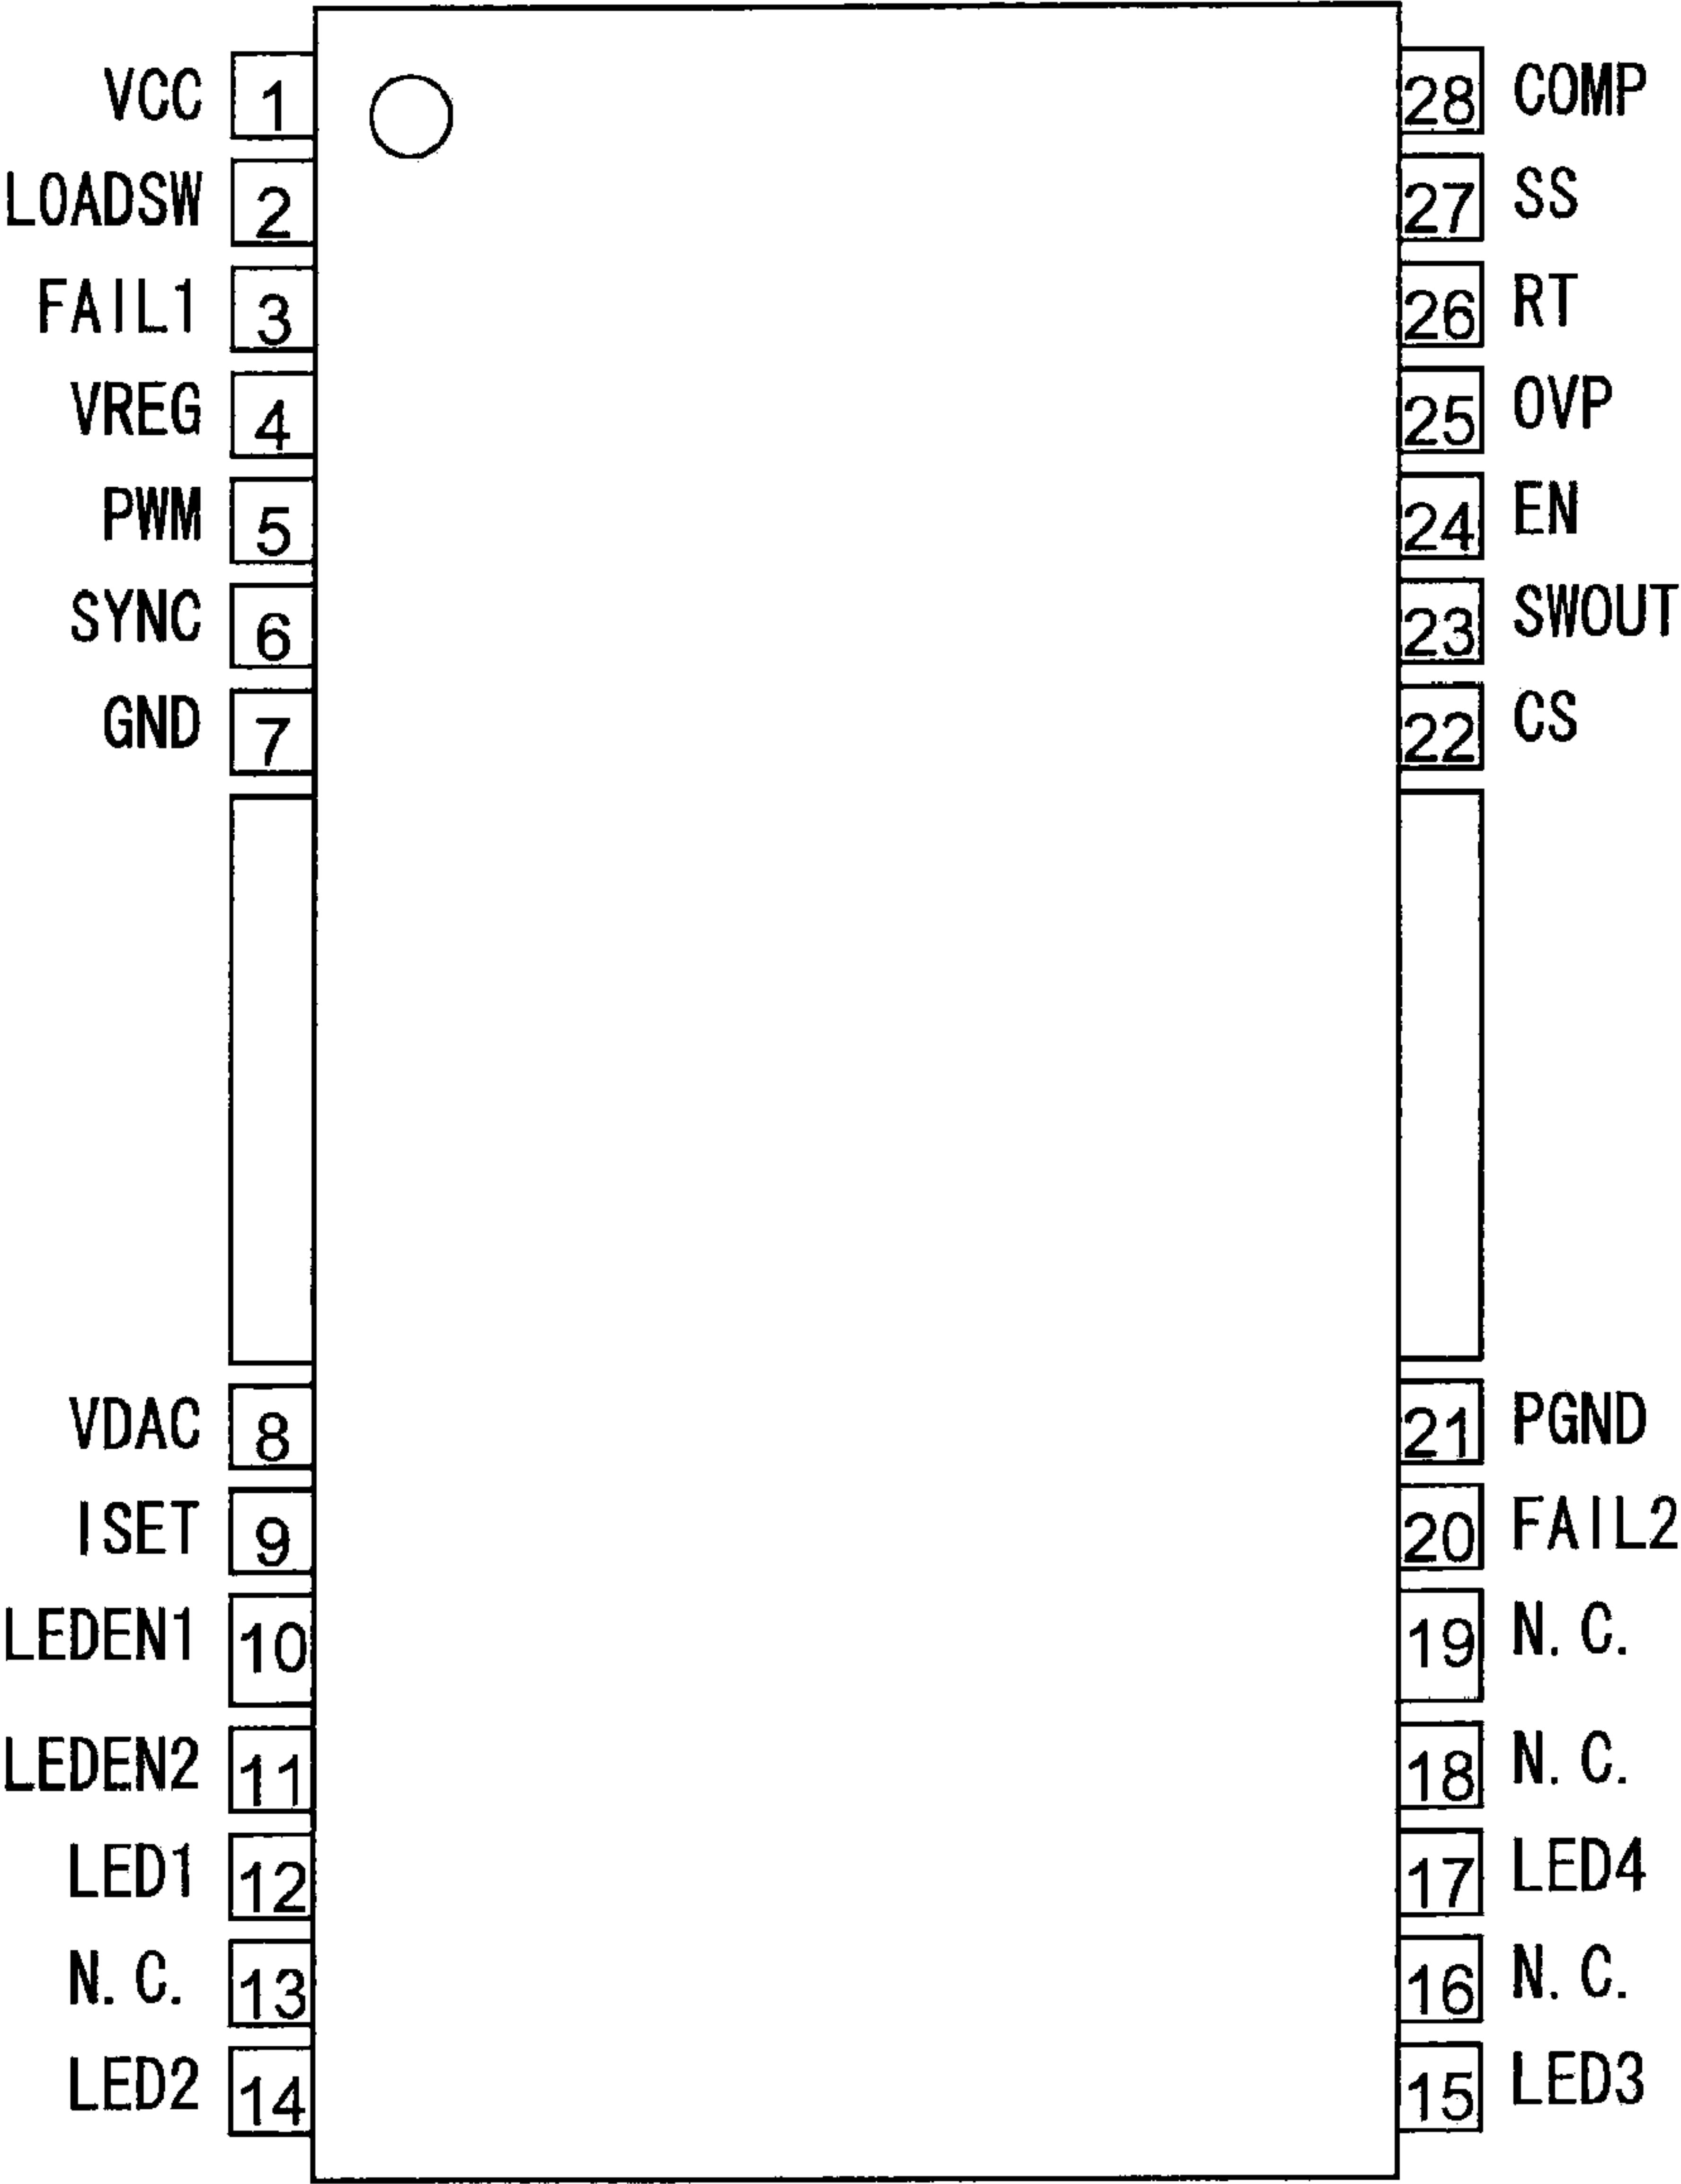 VCC 1 28 COMP
LOADSW 2 27 SS
FAIL1 3 26 RT
VREG 4 25 OVP
PWM 5 24 EN
SYNC 6 23 SWOUT
GND 7 22 CS
VDAC 8 21 PGND
ISET 9 20 FAIL2
LEDEN1 10 19 N.C.
LEDEN2 11 18 N.C.
LED1 12 17 LED4
N.C. 13 16 N.C.
LED2 14 15 LED3